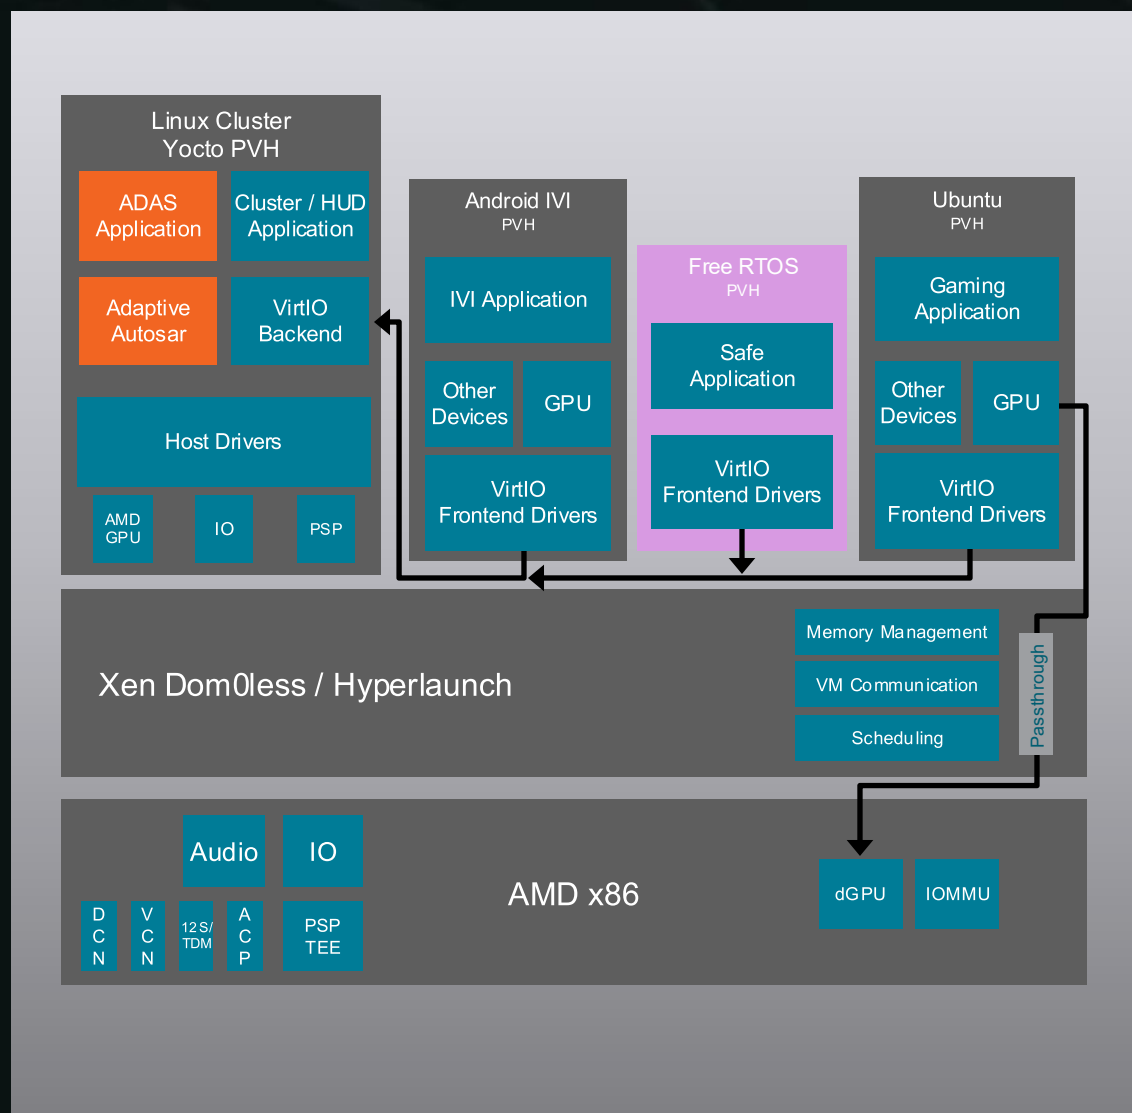 Linux Cluster
Yocto PVH
ADAS
Application
Cluster / HUD
Application
Adaptive
Autosar
VirtIO
Backend
Host Drivers
AMD
GPU
IO
PSP
Android IVI
PVH
IVI Application
Other
Devices
GPU
VirtIO
Frontend Drivers
Free RTOS
PVH
Safe
Application
VirtIO
Frontend Drivers
Ubuntu
PVH
Gaming
Application
Other
Devices
GPU
VirtIO
Frontend Drivers
Xen Dom0less / Hyperlaunch
Memory Management
VM Communication
Scheduling
Passthrough
Audio
IO
DCN
VCN
12S/
TDM
ACP
PSP
TEE
AMD x86
dGPU
IOMMU